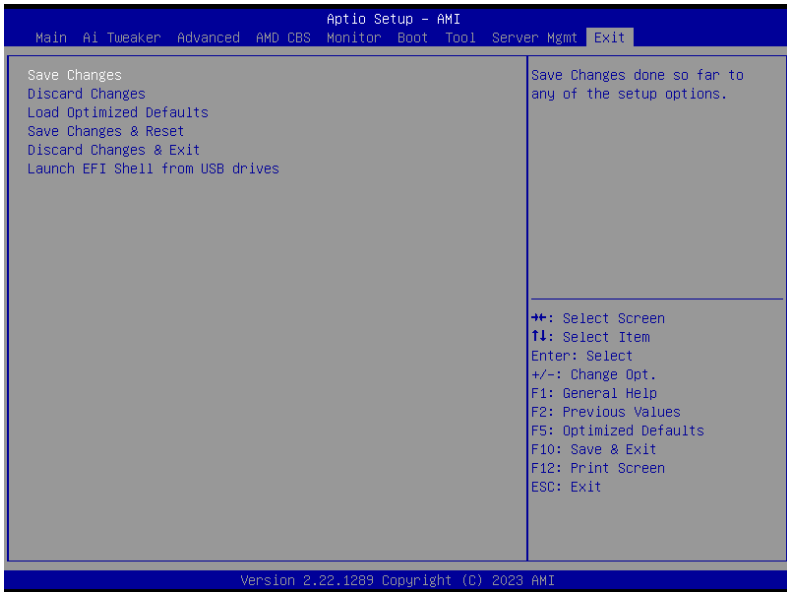 Aptio Setup – AMI
Main Ai Tweaker Advanced AMD CBS Monitor Boot Tool Server Mgmt Exit
Save Changes
Discard Changes
Load Optimized Defaults
Save Changes & Reset
Discard Changes & Exit
Launch EFI Shell from USB drives
Save Changes done so far to
any of the setup options.
→←: Select Screen
↑↓: Select Item
Enter: Select
+/-: Change Opt.
F1: General Help
F2: Previous Values
F5: Optimized Defaults
F10: Save & Exit
F12: Print Screen
ESC: Exit
Version 2.22.1289 Copyright (C) 2023 AMI